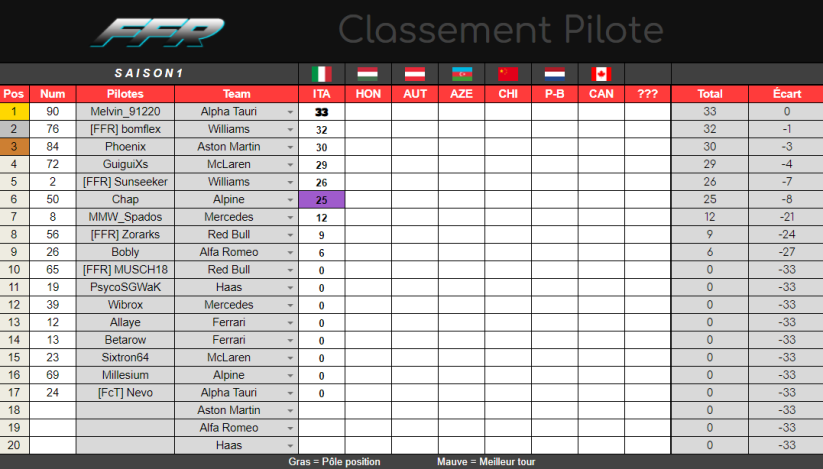 FFR Classement Pilote
SAISON1
Pos Num Pilotes Team ITA HON AUT AZE CHI P-B CAN ??? Total Écart
1 90 Melvin_91220 Alpha Tauri 33 33 0
2 76 [FFR] bomflex Williams 32 32 -1
3 84 Phoenix Aston Martin 30 30 -3
4 72 GuiguiXs McLaren 29 29 -4
5 2 [FFR] Sunseeker Williams 26 26 -7
6 50 Chap Alpine 25 25 -8
7 8 MMW_Spados Mercedes 12 12 -21
8 56 [FFR] Zorarks Red Bull 9 9 -24
9 26 Bobly Alfa Romeo 6 6 -27
10 65 [FFR] MUSCH18 Red Bull 0 0 -33
11 19 PsycoSGWaK Haas 0 0 -33
12 39 Wibrox Mercedes 0 0 -33
13 12 Allaye Ferrari 0 0 -33
14 13 Betarow Ferrari 0 0 -33
15 23 Sixtron64 McLaren 0 0 -33
16 69 Millesium Alpine 0 0 -33
17 24 [FcT] Nevo Alpha Tauri 0 0 -33
18 Aston Martin 0 -33
19 Alfa Romeo 0 -33
20 Haas 0 -33
Gras = Pôle position Mauve = Meilleur tour